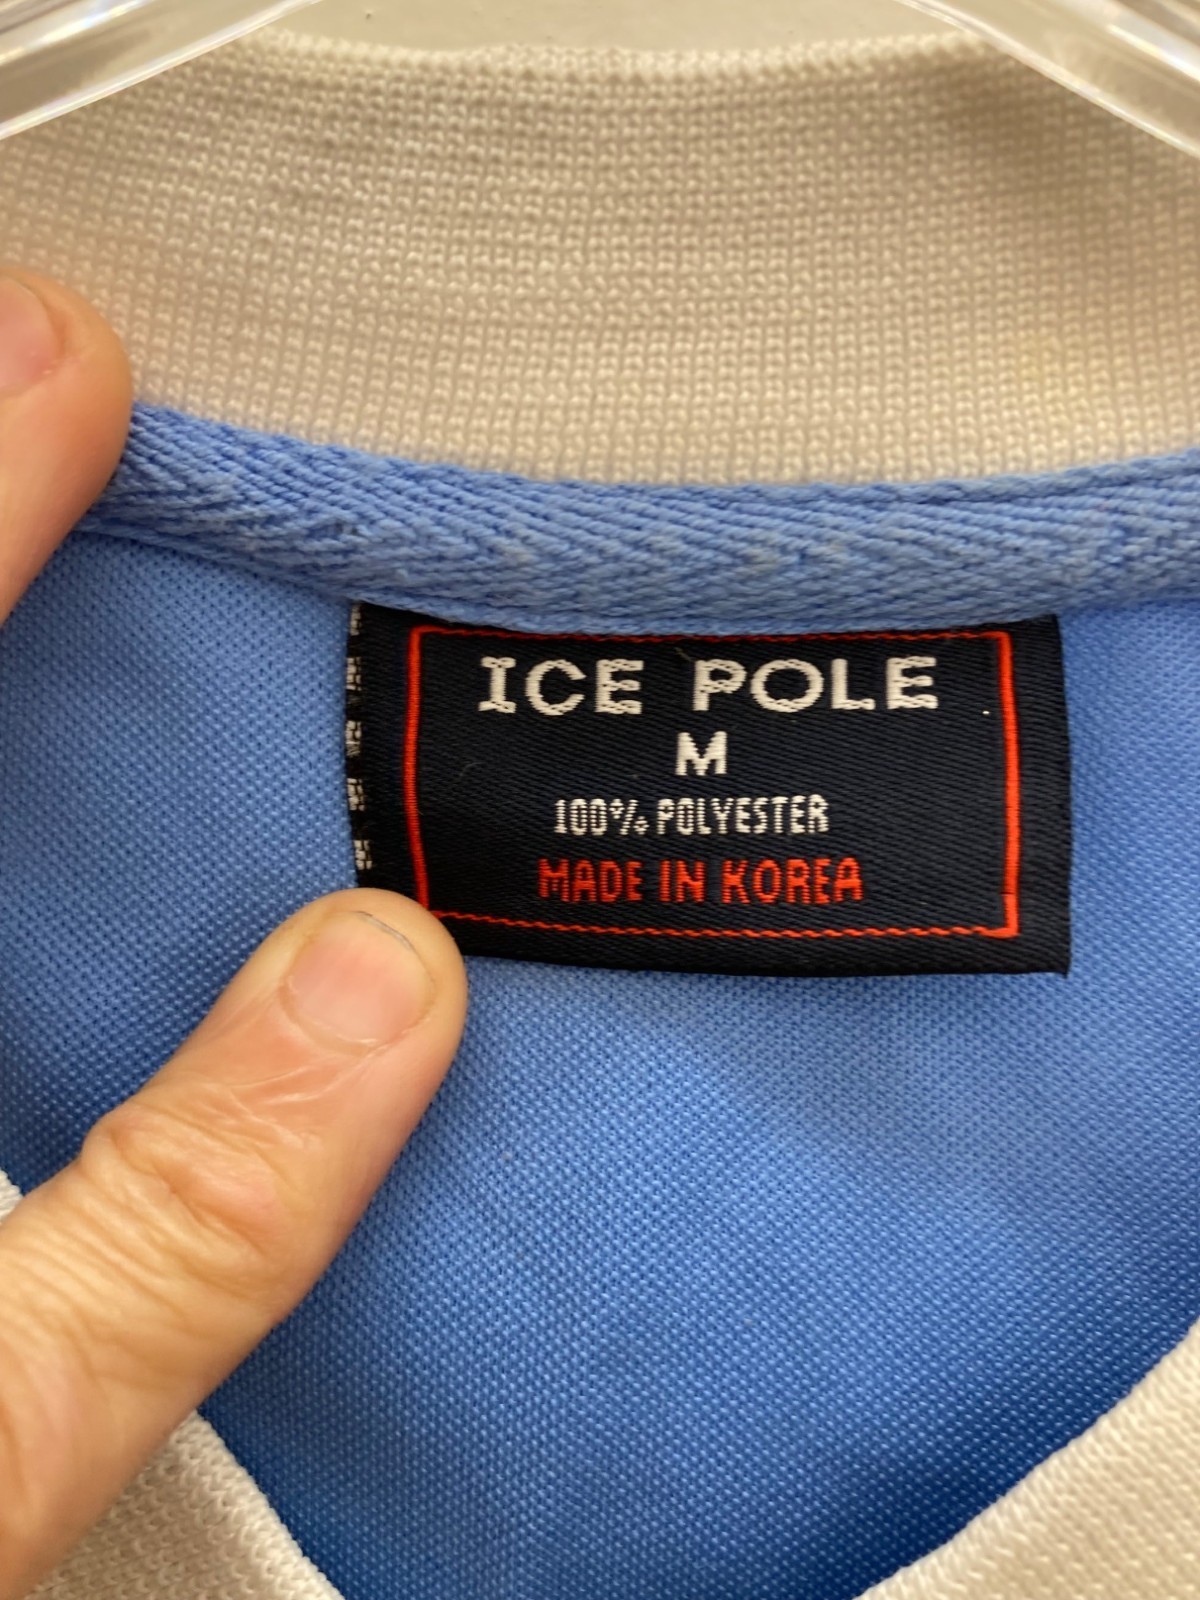 ICE POLE
M
100% POLYESTER
MADE IN KOREA